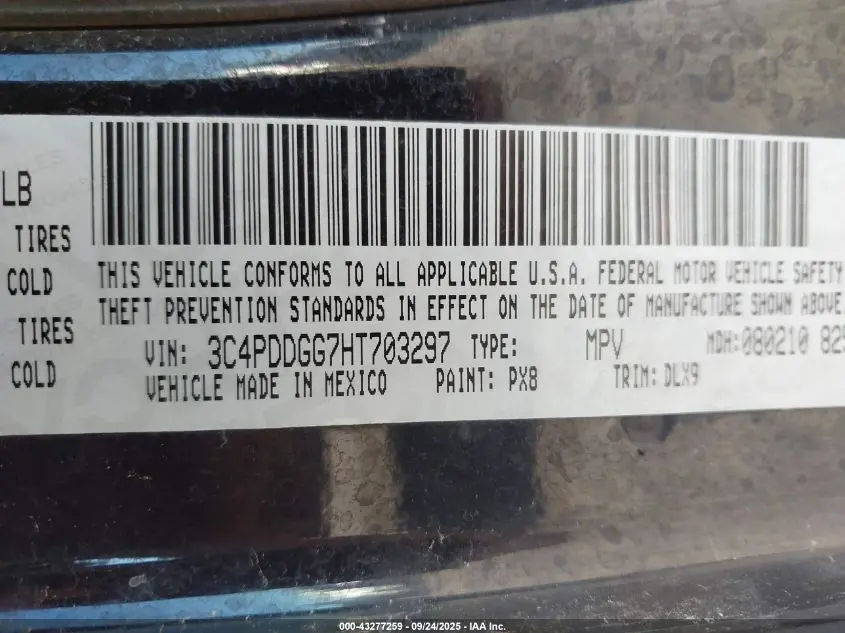 LB
TIRES
COLD
THIS VEHICLE CONFORMS TO ALL APPLICABLE U.S.A. FEDERAL MOTOR VEHICLE SAFETY
THEFT PREVENTION STANDARDS IN EFFECT ON THE DATE OF MANUFACTURE SHOWN ABOVE.
TIRES
VIN: 3C4PDDGG7HT703297 TYPE: MPV MDH:080210 825
COLD
VEHICLE MADE IN MEXICO PAINT: PX8 TRIM: DLX9
000-43277259 - 09/24/2025 - IAA Inc.